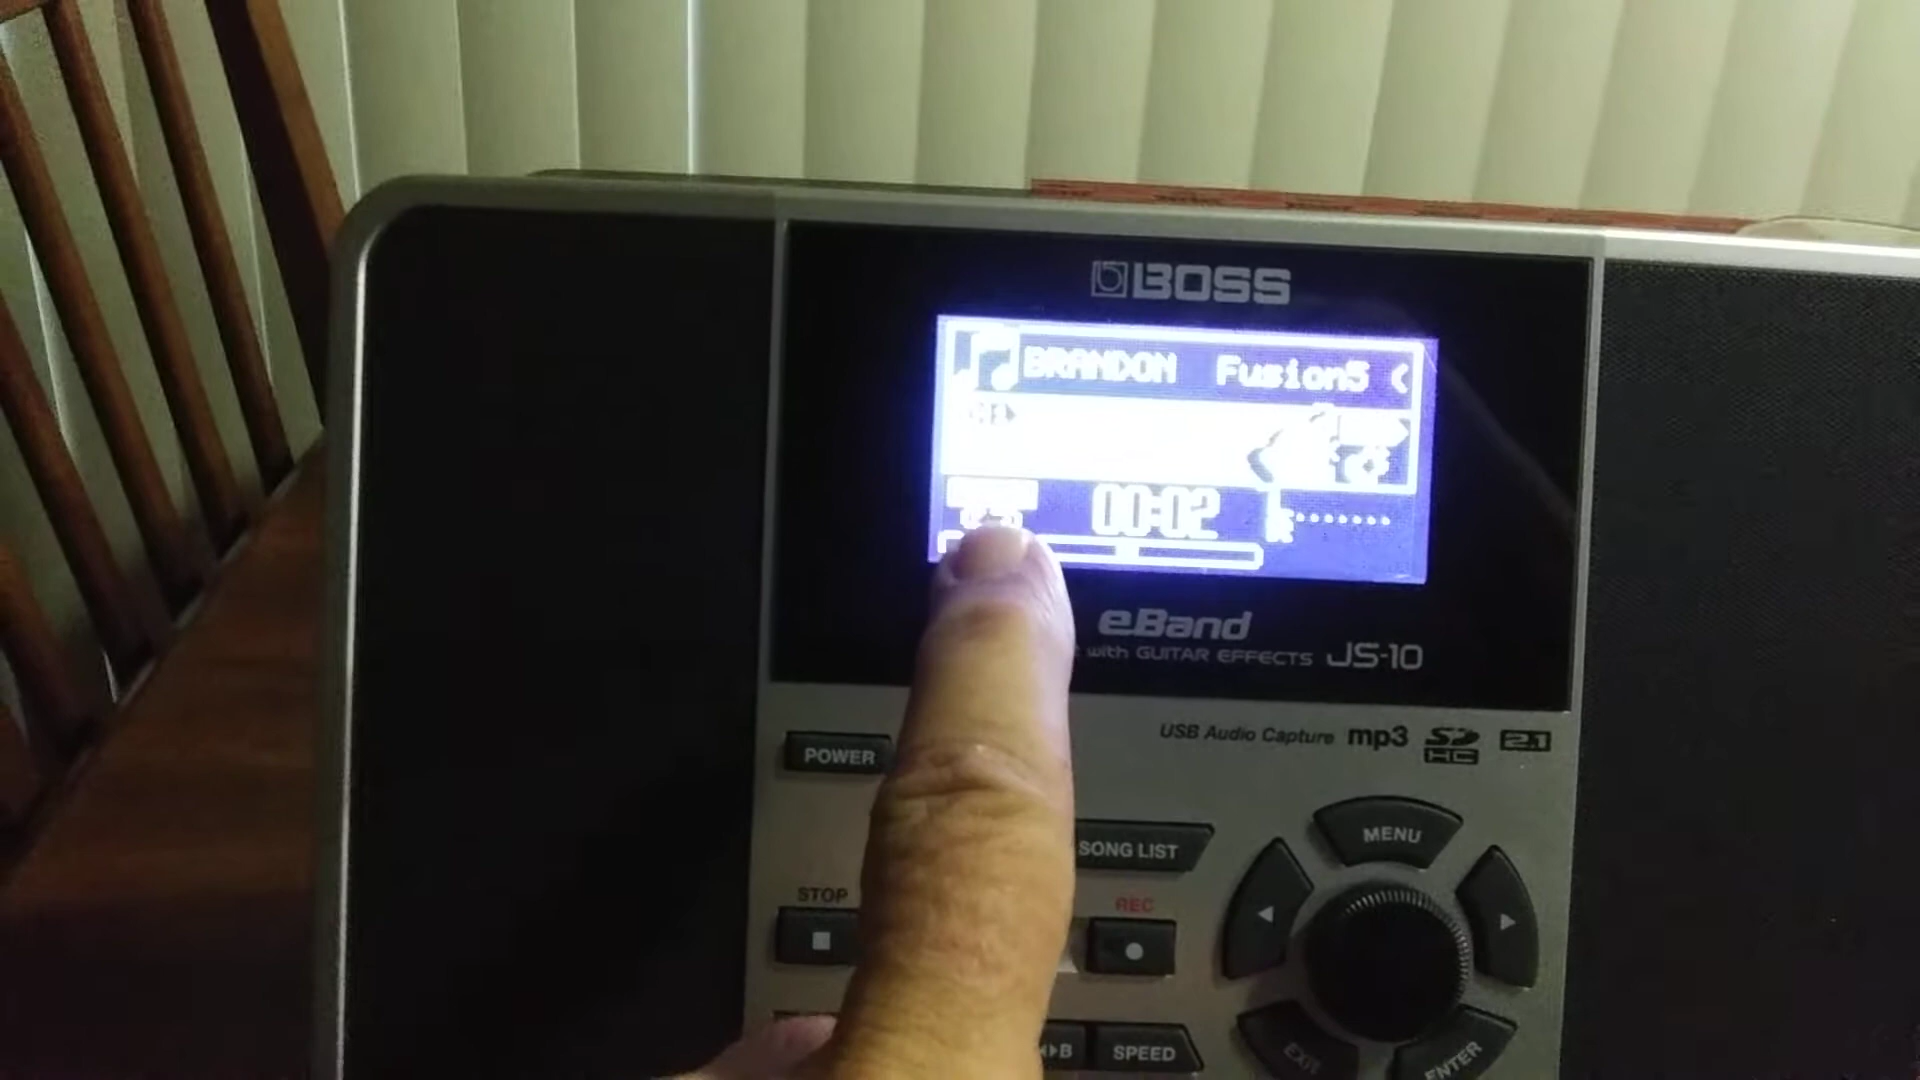 BOSS
BRANDON Fusion5
00:02
eBand
with GUITAR EFFECTS JS-10
USB Audio Capture mp3 SD HC 2.1
POWER
MENU
SONG LIST
STOP
REC
B SPEED
EXIT
ENTER